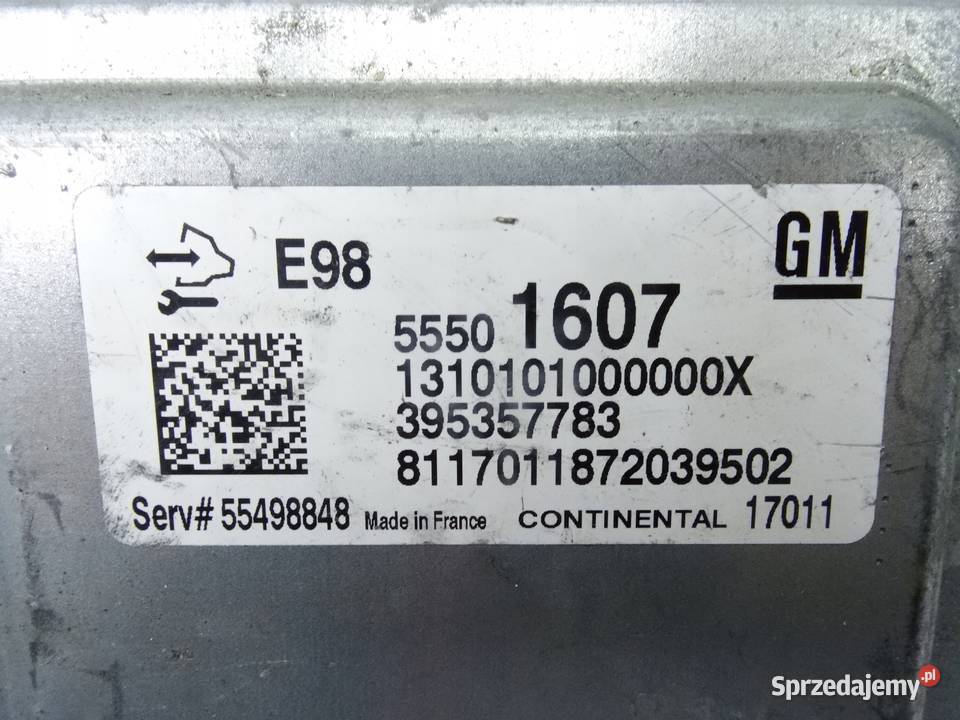 E98
GM
5550 1607
1310101000000X
395357783
8117011872039502
Serv# 55498848 Made in France CONTINENTAL 17011
Sprzedajemy.pl